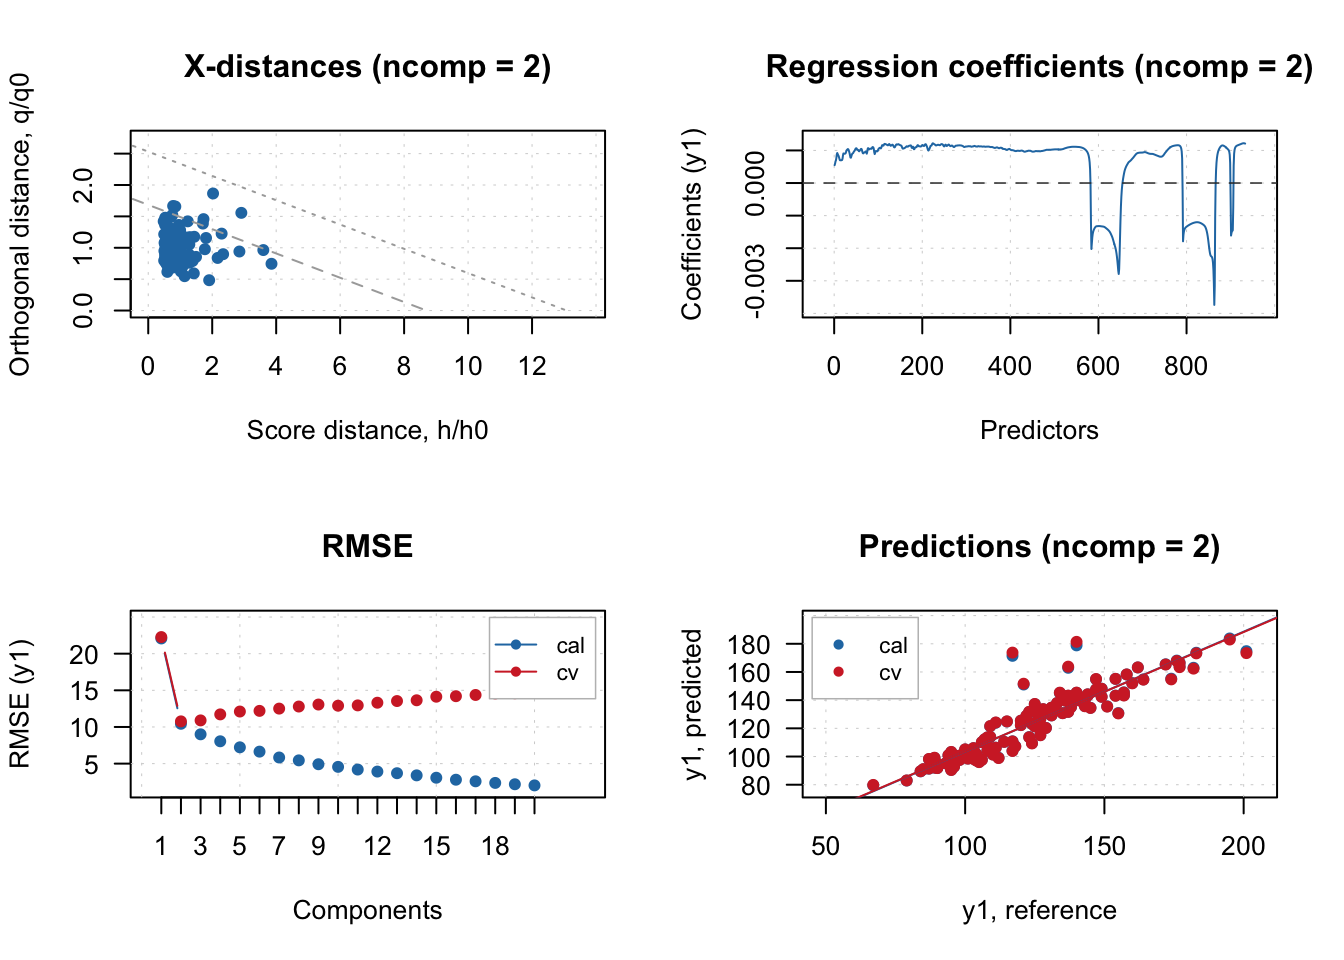 X-distances (ncomp = 2)
Orthogonal distance, q/q0
0.0 1.0 2.0
0 2 4 6 8 10 12
Score distance, h/h0
Regression coefficients (ncomp = 2)
Coefficients (y1)
-0.003 0.000
0 200 400 600 800
Predictors
RMSE
RMSE (y1)
20
15
10
5
cal
cv
1 3 5 7 9 12 15 18
Components
Predictions (ncomp = 2)
y1, predicted
180
160
140
120
100
80
cal
cv
50 100 150 200
y1, reference